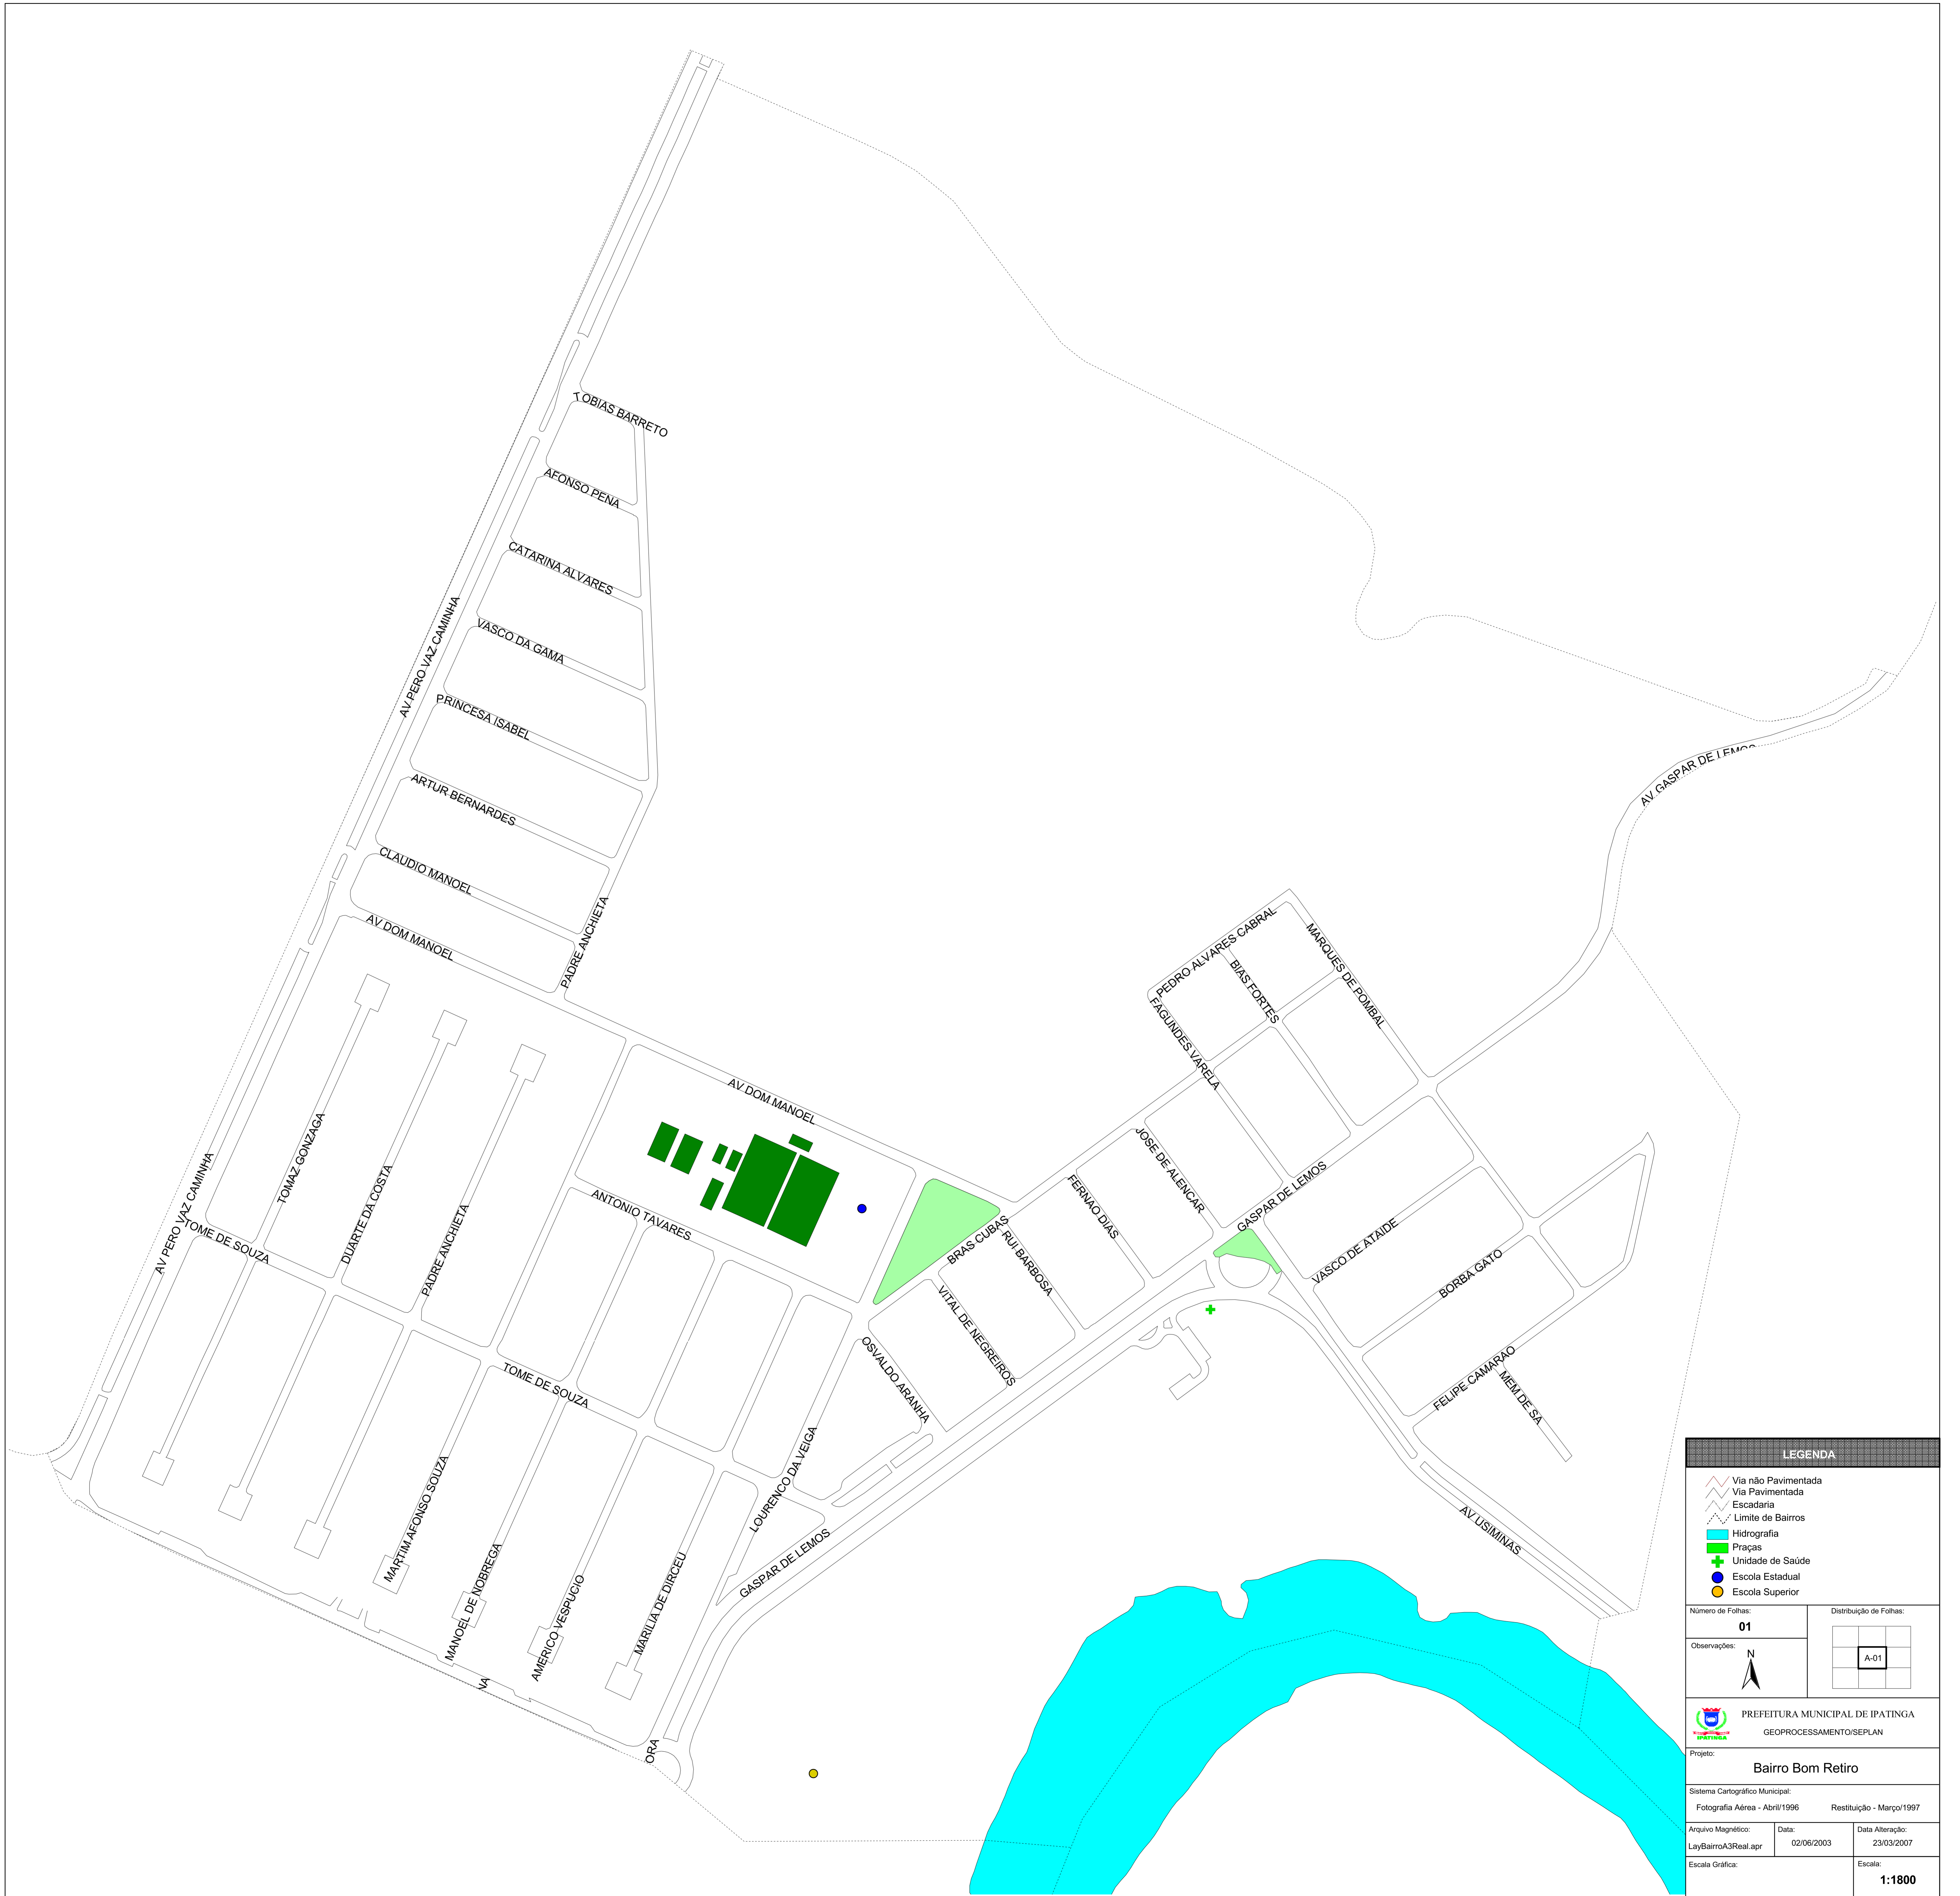 TOBIAS BARRETO
AFONSO PENA
CATARINA ALVARES
AV PERO VAZ CAMINHA
VASCO DA GAMA
PRINCESA ISABEL
ARTUR BERNARDES
CLAUDIO MANOEL
AV DOM MANOEL
PADRE ANCHIETA
AV GASPAR DE LEMOS
PEDRO ALVARES CABRAL
MARQUES DE POMBAL
BIAS FORTES
FAGUNDES VARELA
AV DOM MANOEL
JOSE DE ALENCAR
FERNAO DIAS
GASPAR DE LEMOS
TOMAZ GONZAGA
DUARTE DA COSTA
PADRE ANCHIETA
AV PERO VAZ CAMINHA
TOME DE SOUZA
ANTONIO TAVARES
BRAS CUBAS
RUI BARBOSA
VITAL DE NEGREIROS
OSVALDO ARANHA
VASCO DE ATAIDE
BORBA GATO
FELIPE CAMARAO
MEM DE SA
TOME DE SOUZA
LOURENCO DA VEIGA
MARTIM AFONSO SOUZA
MANOEL DE NOBREGA
AMERICO VESPUCIO
MARILIA DE DIRCEU
GASPAR DE LEMOS
AV USIMINAS
NA
ORA
LEGENDA
Via não Pavimentada
Via Pavimentada
Escadaria
Limite de Bairros
Hidrografia
Praças
Unidade de Saúde
Escola Estadual
Escola Superior
Número de Folhas:
01
Distribuição de Folhas:
A-01
Observações:
N
IPATINGA
PREFEITURA MUNICIPAL DE IPATINGA
GEOPROCESSAMENTO/SEPLAN
Projeto:
Bairro Bom Retiro
Sistema Cartográfico Municipal:
Fotografia Aérea - Abril/1996 Restituição - Março/1997
Arquivo Magnético:
LayBairroA3Real.apr
Data:
02/06/2003
Data Alteração:
23/03/2007
Escala Gráfica:
Escala:
1:1800